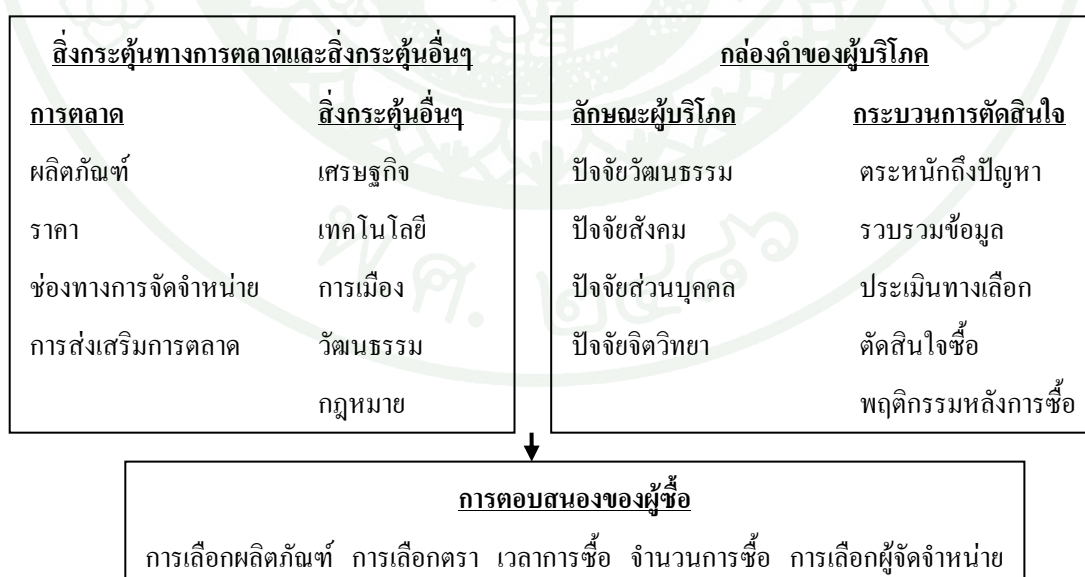 สิ่งกระตุ้นทางการตลาดและสิ่งกระตุ้นอื่นๆ
การตลาด สิ่งกระตุ้นอื่นๆ
ผลิตภัณฑ์ เศรษฐกิจ
ราคา เทคโนโลยี
ช่องทางการจัดจำหน่าย การเมือง
การส่งเสริมการตลาด วัฒนธรรม
กฎหมาย
กล่องดำของผู้บริโภค
ลักษณะผู้บริโภค กระบวนการตัดสินใจ
ปัจจัยวัฒนธรรม ตระหนักถึงปัญหา
ปัจจัยสังคม รวบรวมข้อมูล
ปัจจัยส่วนบุคคล ประเมินทางเลือก
ปัจจัยจิตวิทยา ตัดสินใจซื้อ
พฤติกรรมหลังการซื้อ
การตอบสนองของผู้ซื้อ
การเลือกผลิตภัณฑ์ การเลือกตรา เวลาการซื้อ จำนวนการซื้อ การเลือกผู้จัดจำหน่าย
พ.ศ. ๒๔๘๖